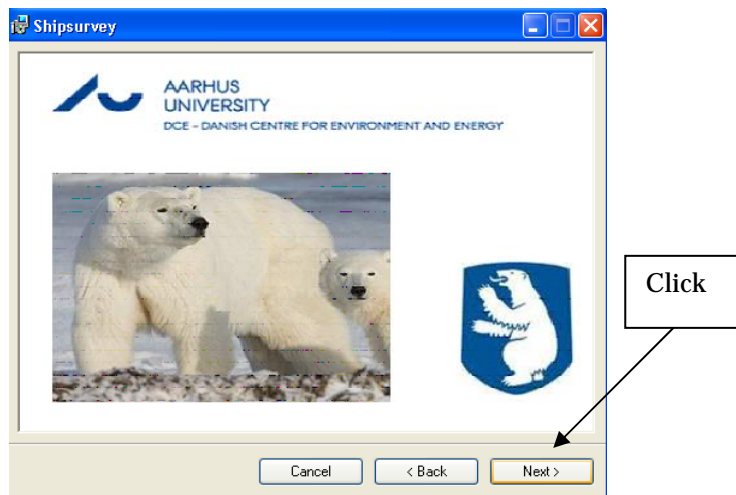 Shipsurvey
AARHUS
UNIVERSITY
DCE - DANISH CENTRE FOR ENVIRONMENT AND ENERGY
Click
Cancel
< Back
Next >